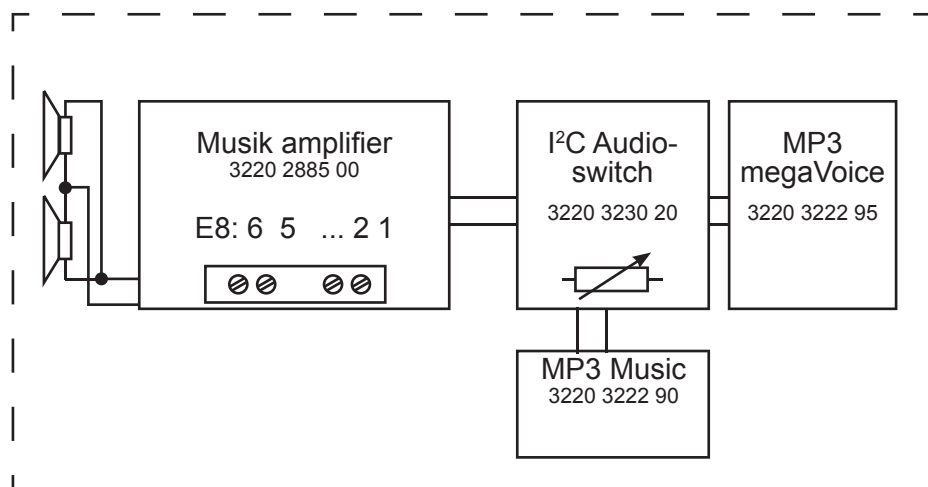 Musik amplifier
3220 2885 00
E8: 6 5 ... 2 1
I²C Audio-
switch
3220 3230 20
MP3
megaVoice
3220 3222 95
MP3 Music
3220 3222 90